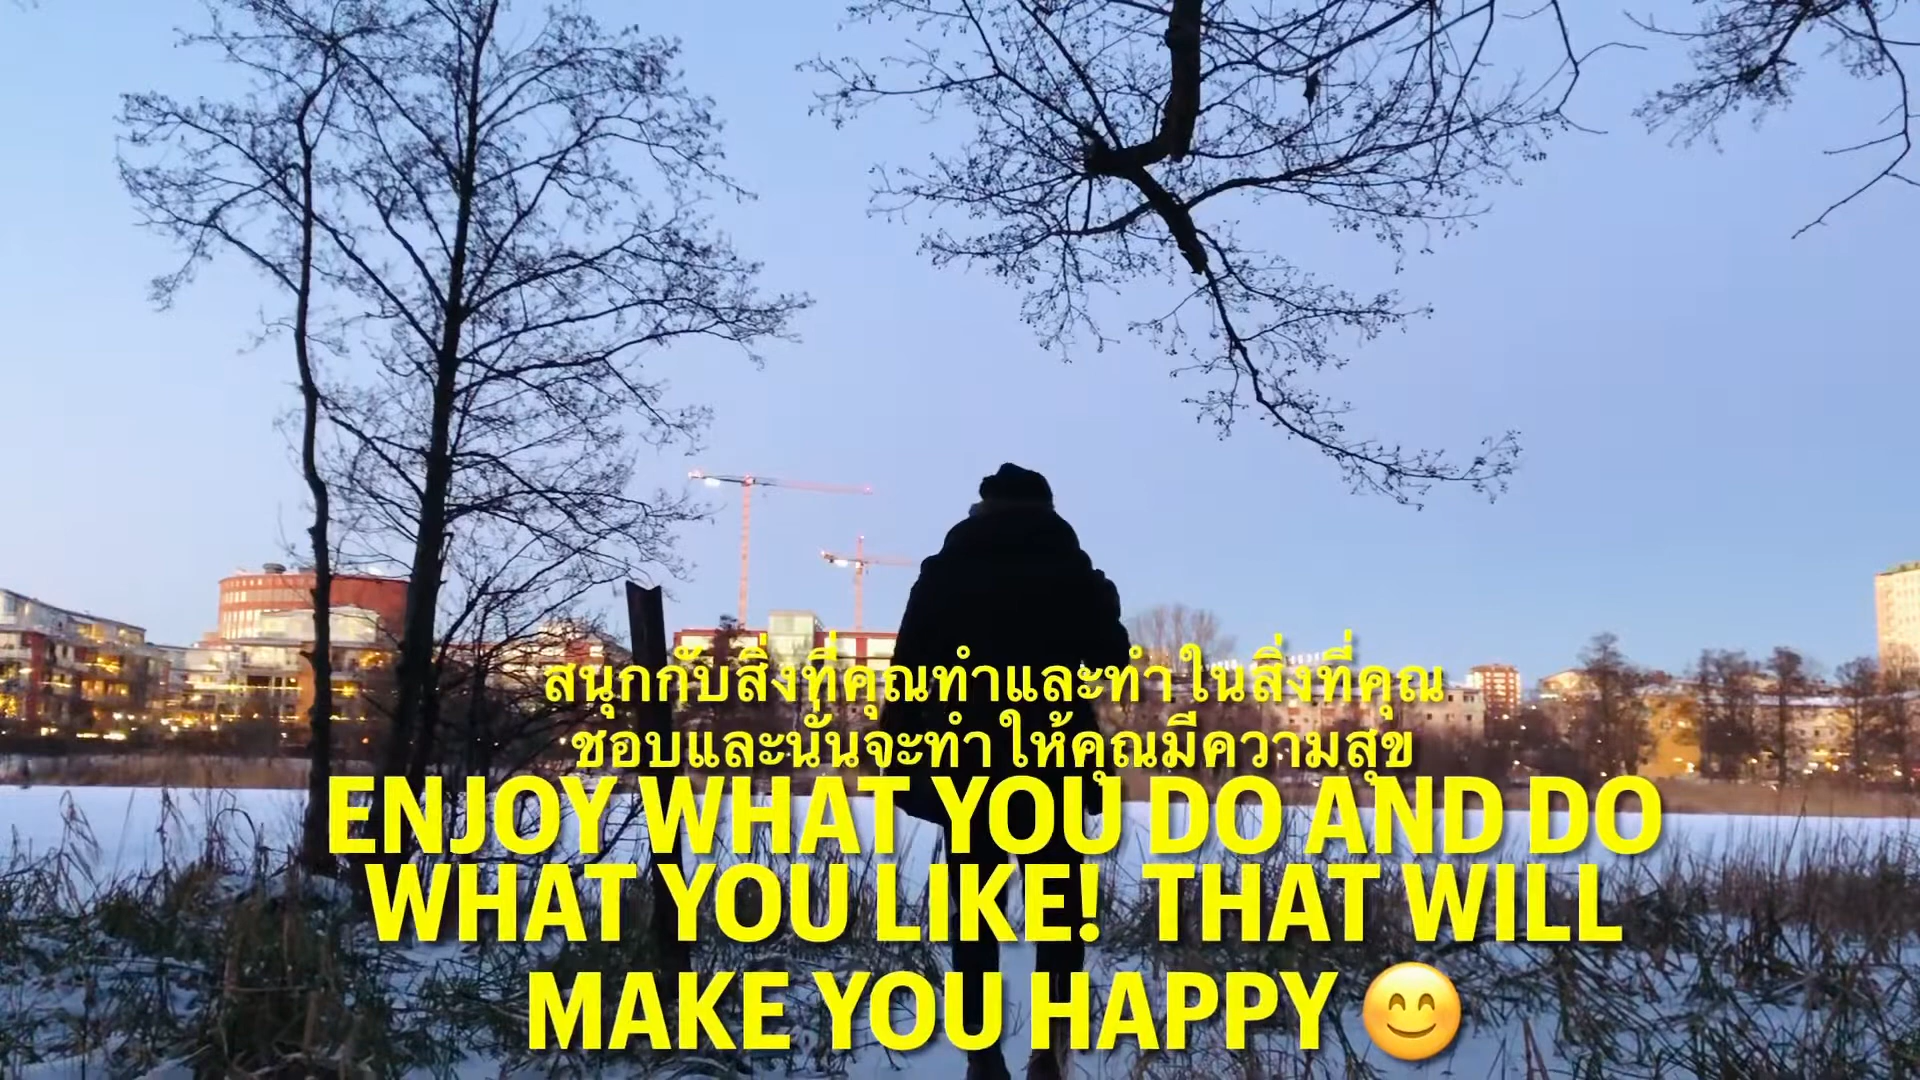 สนุกกับสิ่งที่คุณทำและทำในสิ่งที่คุณ
ชอบและนั่นจะทำให้คุณมีความสุข
ENJOY WHAT YOU DO AND DO
WHAT YOU LIKE! THAT WILL
MAKE YOU HAPPY 😊